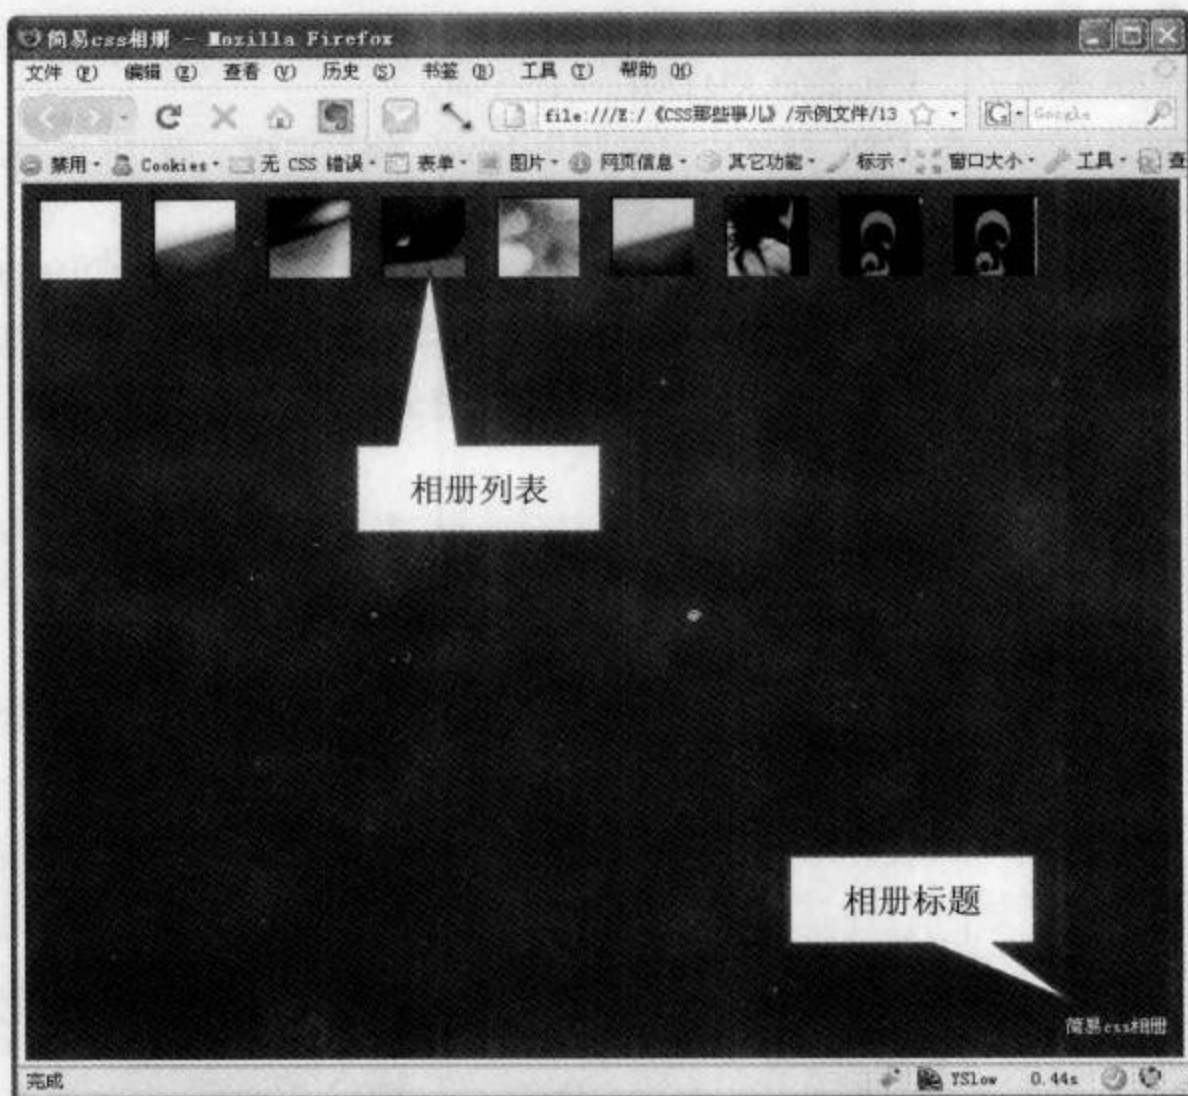 简易css相册 - Mozilla Firefox
文件 (F) 编辑 (E) 查看 (V) 历史 (S) 书签 (B) 工具 (T) 帮助 (H)
file:///E:/《CSS那些事儿》/示例文件/13 Google
禁用 Cookies 无 CSS 错误 表单 图片 网页信息 其它功能 标示 窗口大小 工具 查
相册列表
相册标题
简易css相册
完成 YSlow 0.44s